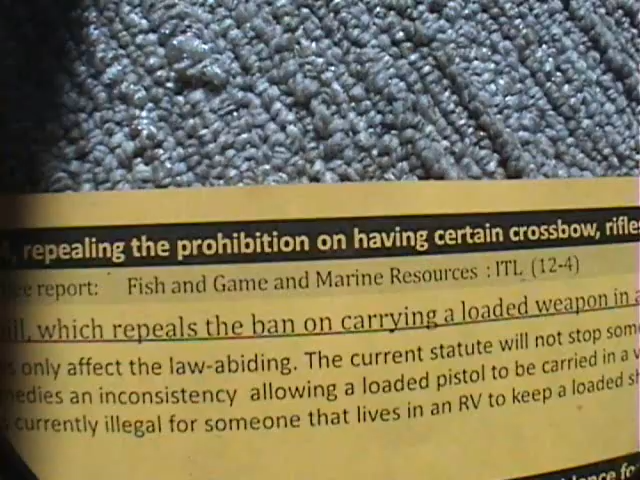 repealing the prohibition on having certain crossbow,
report: Fish and Game and Marine Resources : ITL (12-4)
which repeals the ban on carrying a loaded weapon in
only affect the law-abiding. The current statute will not stop
an inconsistency allowing a loaded pistol to be carried in a
currently illegal for someone that lives in an RV to keep a loaded